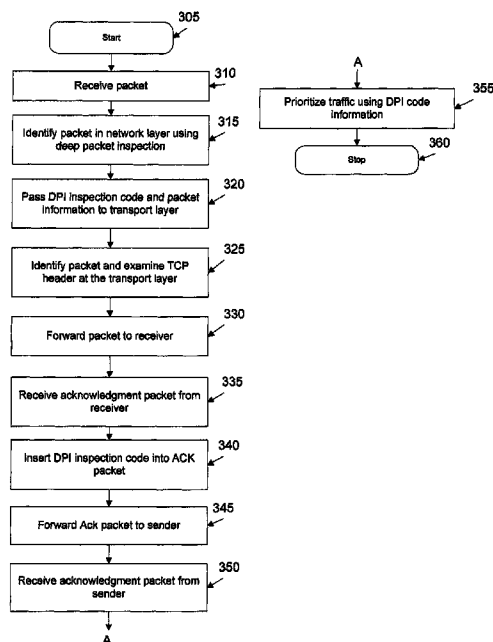 Start
305
Receive packet
310
Identify packet in network layer using
deep packet inspection
315
Pass DPI inspection code and packet
information to transport layer
320
Identify packet and examine TCP
header at the transport layer
325
Forward packet to receiver
330
Receive acknowledgment packet from
receiver
335
Insert DPI inspection code into ACK
packet
340
Forward Ack packet to sender
345
Receive acknowledgment packet from
sender
350
A
A
Prioritize traffic using DPI code
information
355
Stop
360